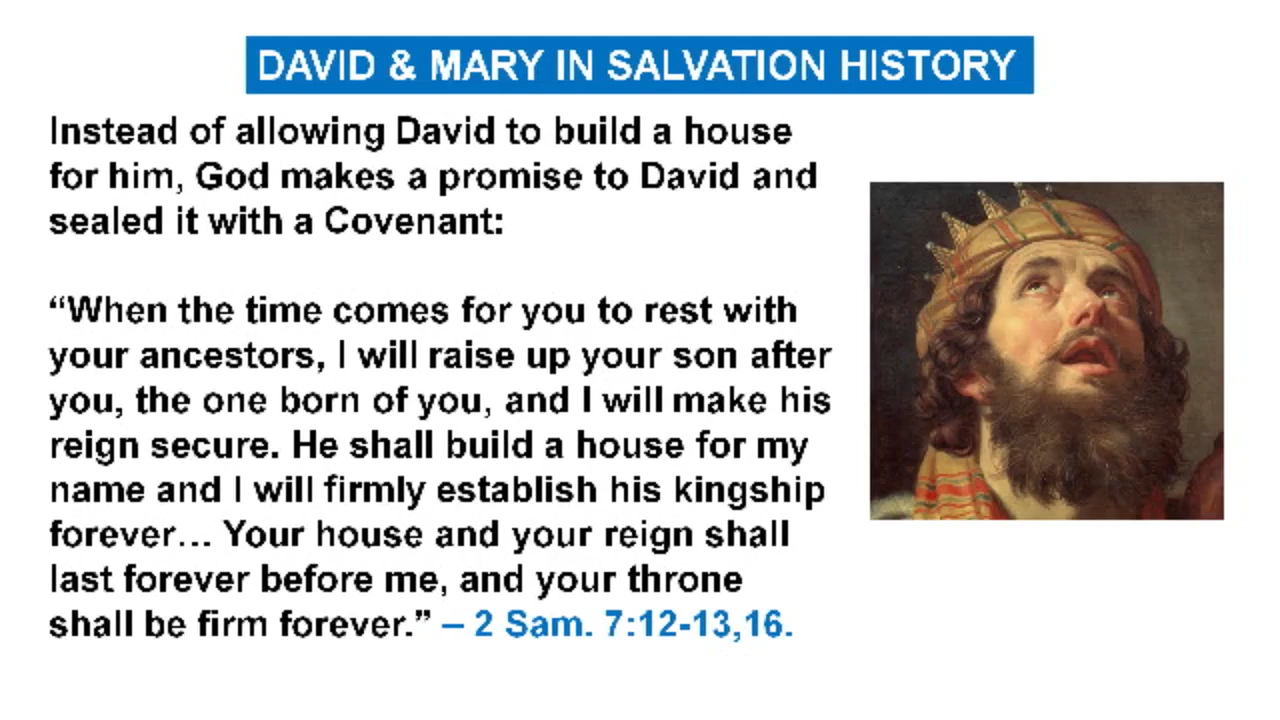 DAVID & MARY IN SALVATION HISTORY
Instead of allowing David to build a house
for him, God makes a promise to David and
sealed it with a Covenant:
“When the time comes for you to rest with
your ancestors, I will raise up your son after
you, the one born of you, and I will make his
reign secure. He shall build a house for my
name and I will firmly establish his kingship
forever… Your house and your reign shall
last forever before me, and your throne
shall be firm forever.” – 2 Sam. 7:12-13,16.